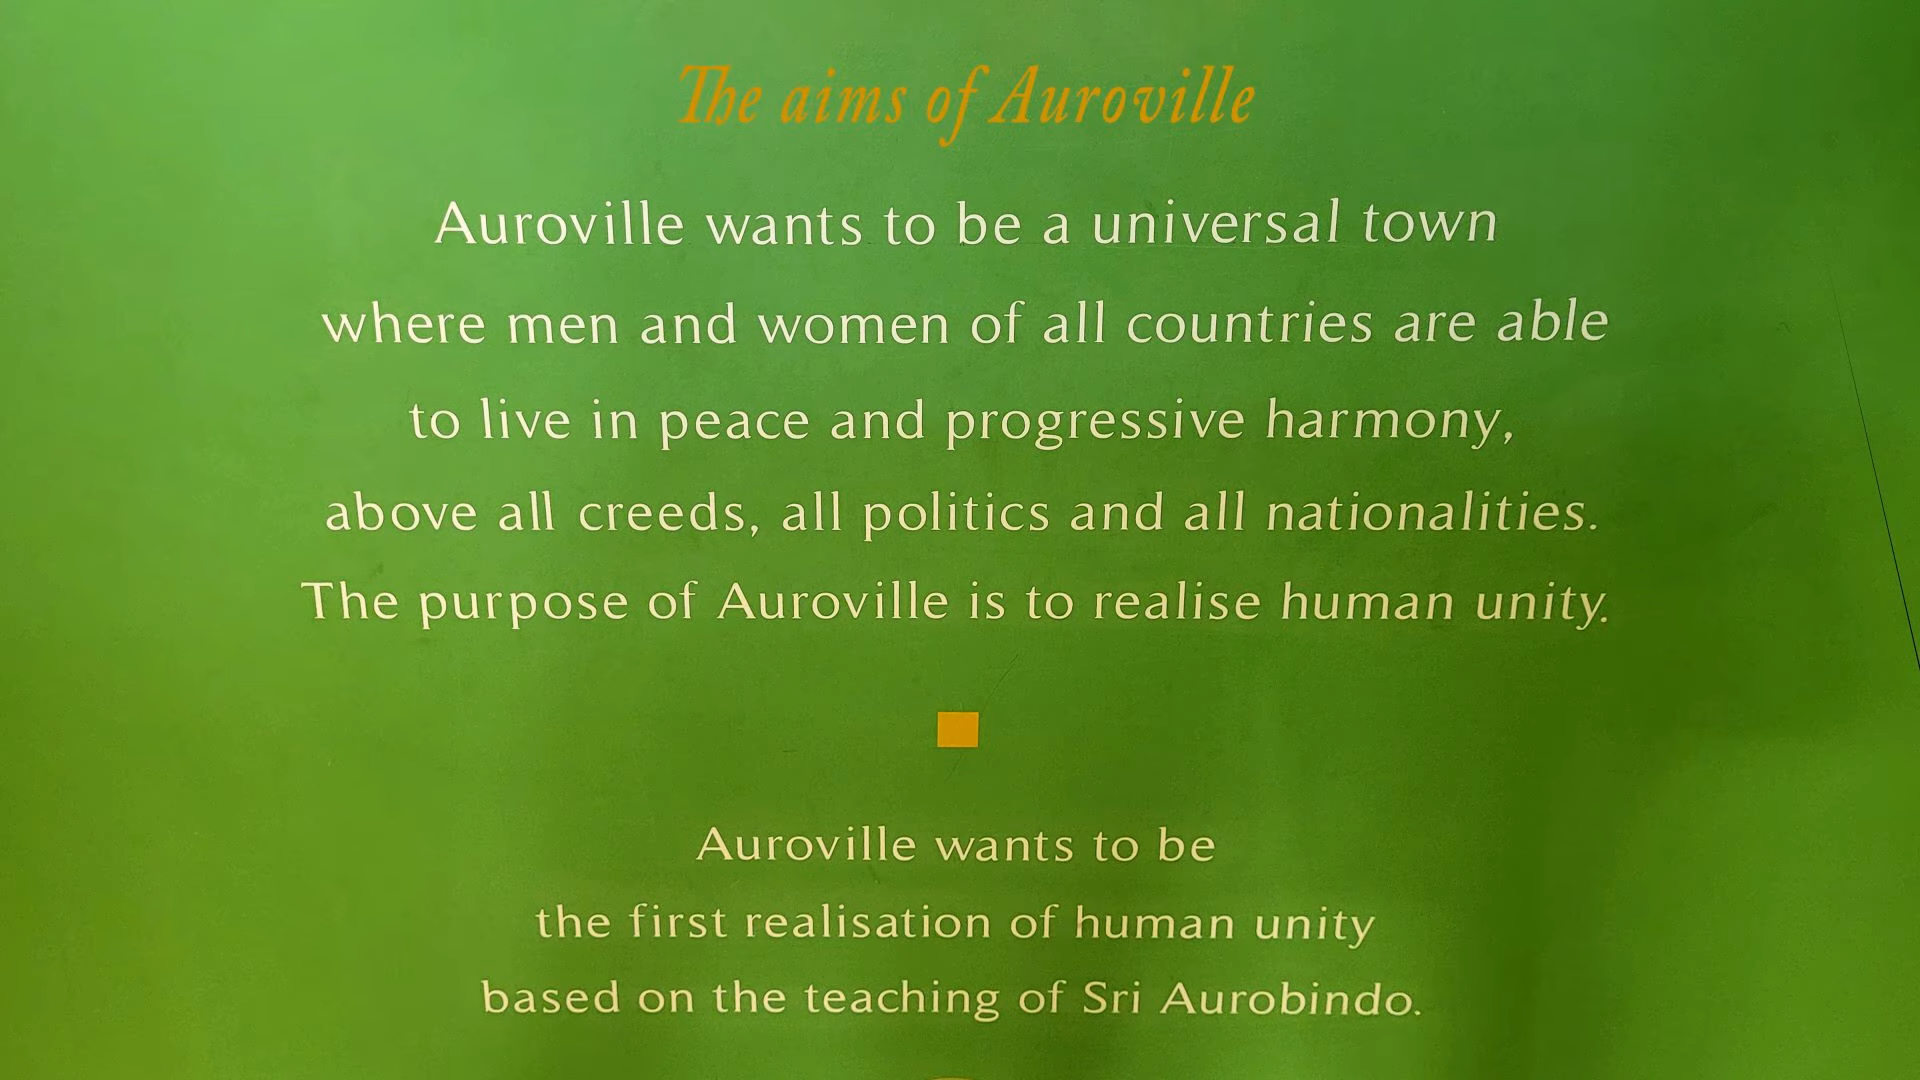 The aims of Auroville
Auroville wants to be a universal town
where men and women of all countries are able
to live in peace and progressive harmony,
above all creeds, all politics and all nationalities.
The purpose of Auroville is to realise human unity.
Auroville wants to be
the first realisation of human unity
based on the teaching of Sri Aurobindo.